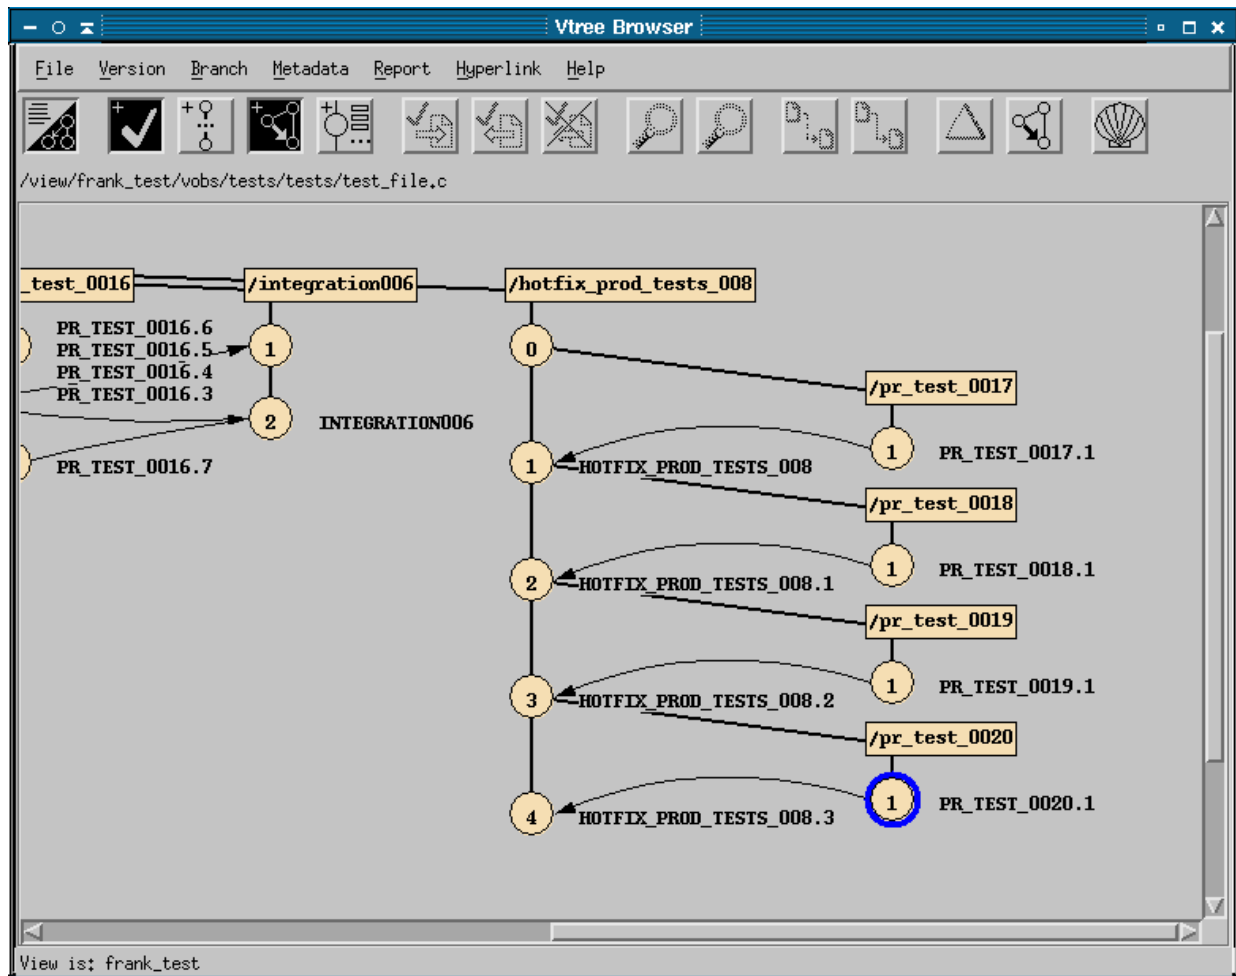 Vtree Browser
File Version Branch Metadata Report Hyperlink Help
/view/frank_test/vobs/tests/tests/test_file.c
_test_0016 /integration006 /hotfix_prod_tests_008
PR_TEST_0016.6
PR_TEST_0016.5 1 0
PR_TEST_0016.4
/pr_test_0017
PR_TEST_0016.3
2 INTEGRATION006
1 PR_TEST_0017.1
PR_TEST_0016.7 1 HOTFIX_PROD_TESTS_008
/pr_test_0018
1 PR_TEST_0018.1
2 HOTFIX_PROD_TESTS_008.1
/pr_test_0019
1 PR_TEST_0019.1
3 HOTFIX_PROD_TESTS_008.2
/pr_test_0020
1 PR_TEST_0020.1
4 HOTFIX_PROD_TESTS_008.3
View is: frank_test